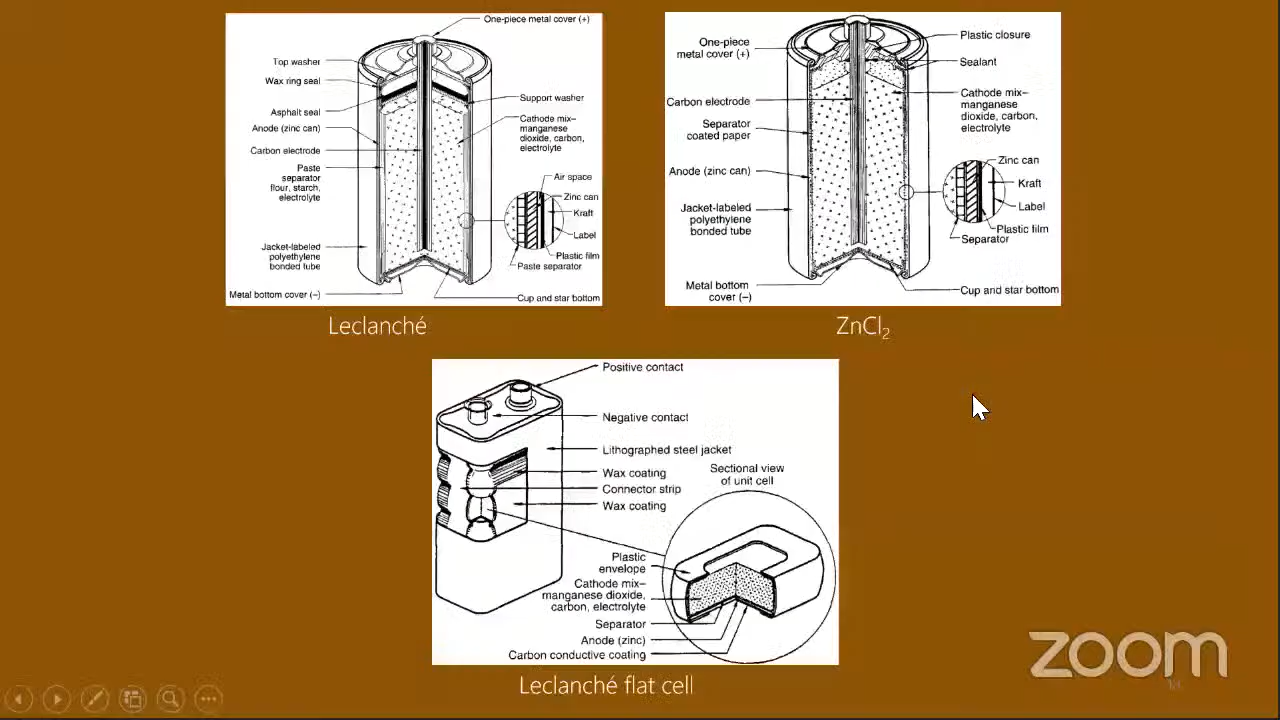 One-piece metal cover (+)
Top washer
Wax ring seal
Asphalt seal
Anode (zinc can)
Carbon electrode
Paste
separator
flour, starch,
electrolyte
Jacket-labeled
polyethylene
bonded tube
Metal bottom cover (–)
Support washer
Cathode mix–
manganese
dioxide, carbon,
electrolyte
Air space
Zinc can
Kraft
Label
Plastic film
Paste separator
Cup and star bottom
Leclanché
One-piece
metal cover (+)
Carbon electrode
Separator
coated paper
Anode (zinc can)
Jacket-labeled
polyethylene
bonded tube
Metal bottom
cover (–)
Plastic closure
Sealant
Cathode mix–
manganese
dioxide, carbon,
electrolyte
Zinc can
Kraft
Label
Plastic film
Separator
Cup and star bottom
ZnCl₂
Positive contact
Negative contact
Lithographed steel jacket
Wax coating
Connector strip
Wax coating
Sectional view
of unit cell
Plastic
envelope
Cathode mix–
manganese dioxide,
carbon, electrolyte
Separator
Anode (zinc)
Carbon conductive coating
Leclanché flat cell
zoom